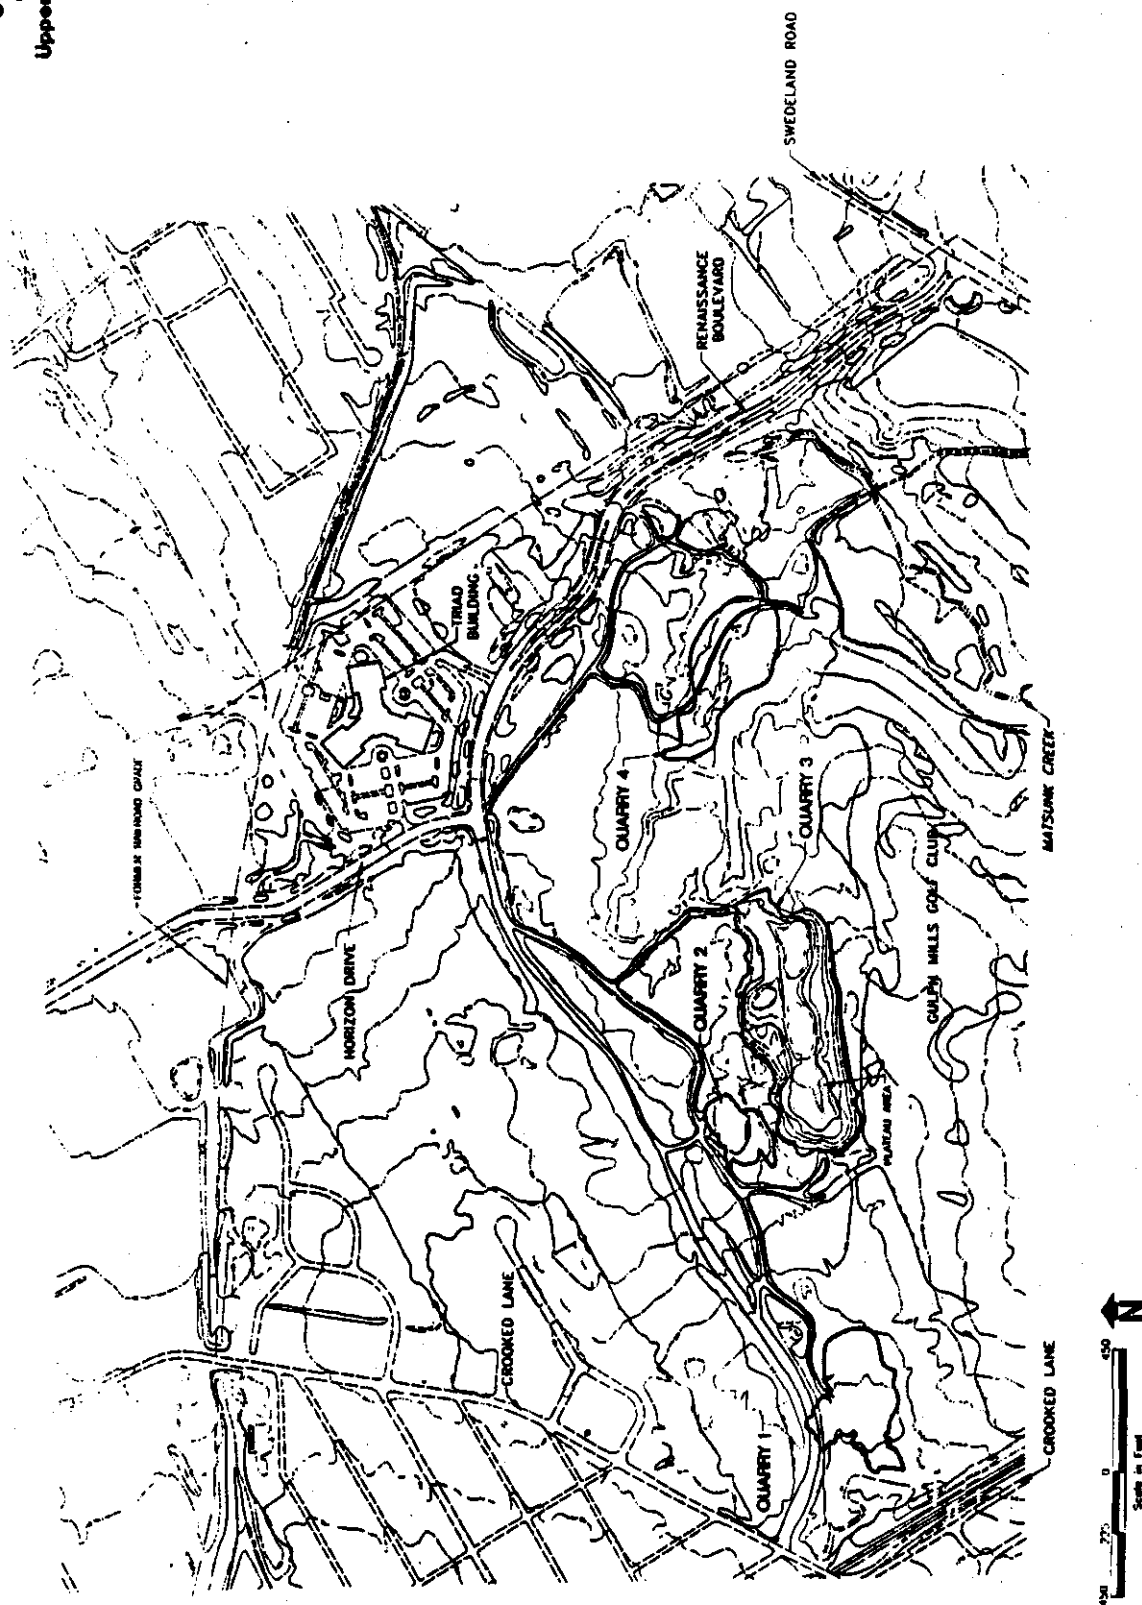 Upper
SWEDELAND ROAD
RENAISSANCE
BOULEVARD
TRIAD
BUILDING
FORMER RAILROAD GRADE
HORIZON DRIVE
QUARRY 4
QUARRY 3
QUARRY 2
GULPH MILLS GOLF CLUB
MATSUNK CREEK
PLATEAU AREA
CROOKED LANE
QUARRY 1
CROOKED LANE
N
450 225 0 450
Scale in Feet